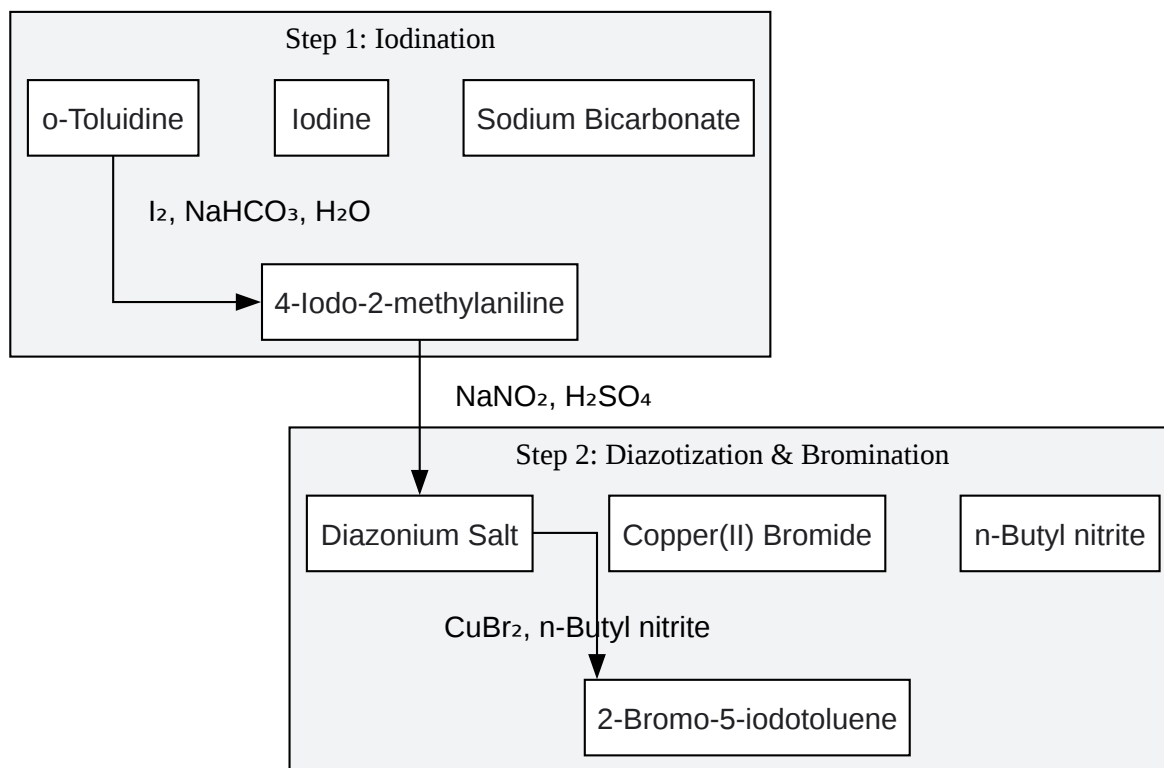 Step 1: Iodination
o-Toluidine
Iodine
Sodium Bicarbonate
I₂, NaHCO₃, H₂O
4-Iodo-2-methylaniline
NaNO₂, H₂SO₄
Step 2: Diazotization & Bromination
Diazonium Salt
Copper(II) Bromide
n-Butyl nitrite
CuBr₂, n-Butyl nitrite
2-Bromo-5-iodotoluene